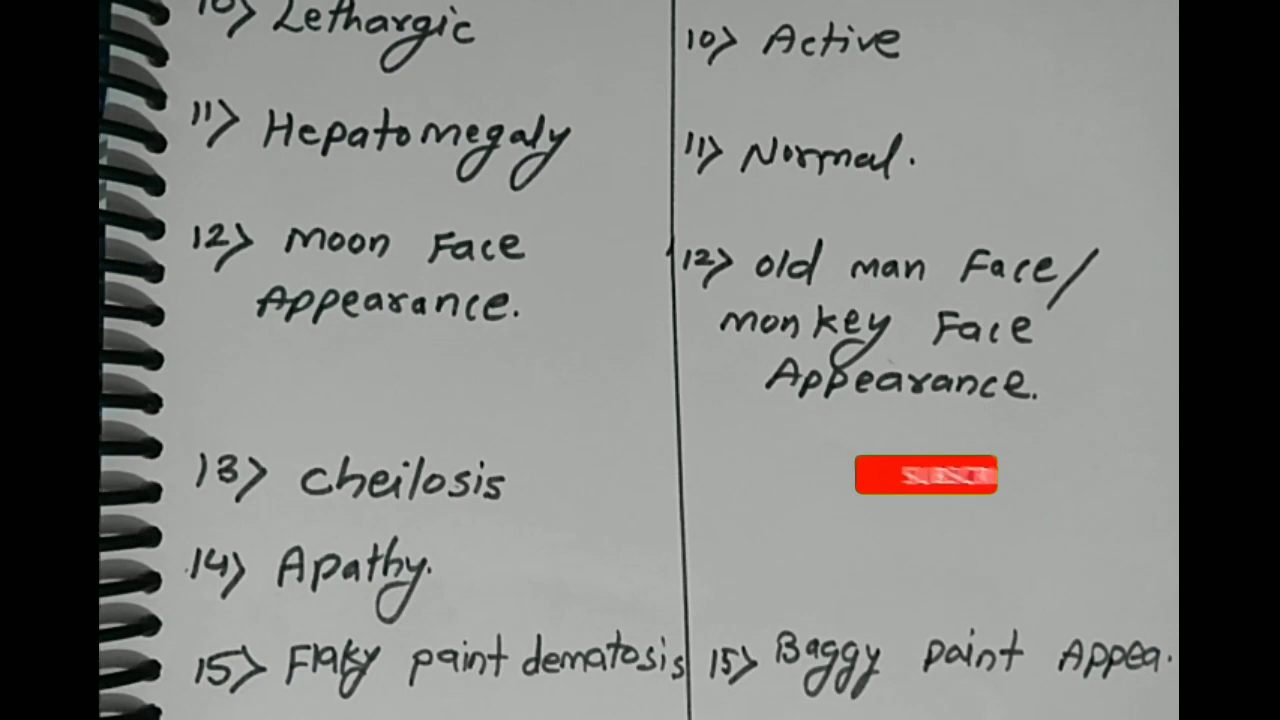 10> Lethargic
11> Hepatomegaly
12> Moon Face
Appearance.
13> Cheilosis
14> Apathy.
15> Flaky paint dematosis
10> Active
11> Normal.
12> old man Face/
monkey Face
Appearance.
15> Baggy paint Appea.